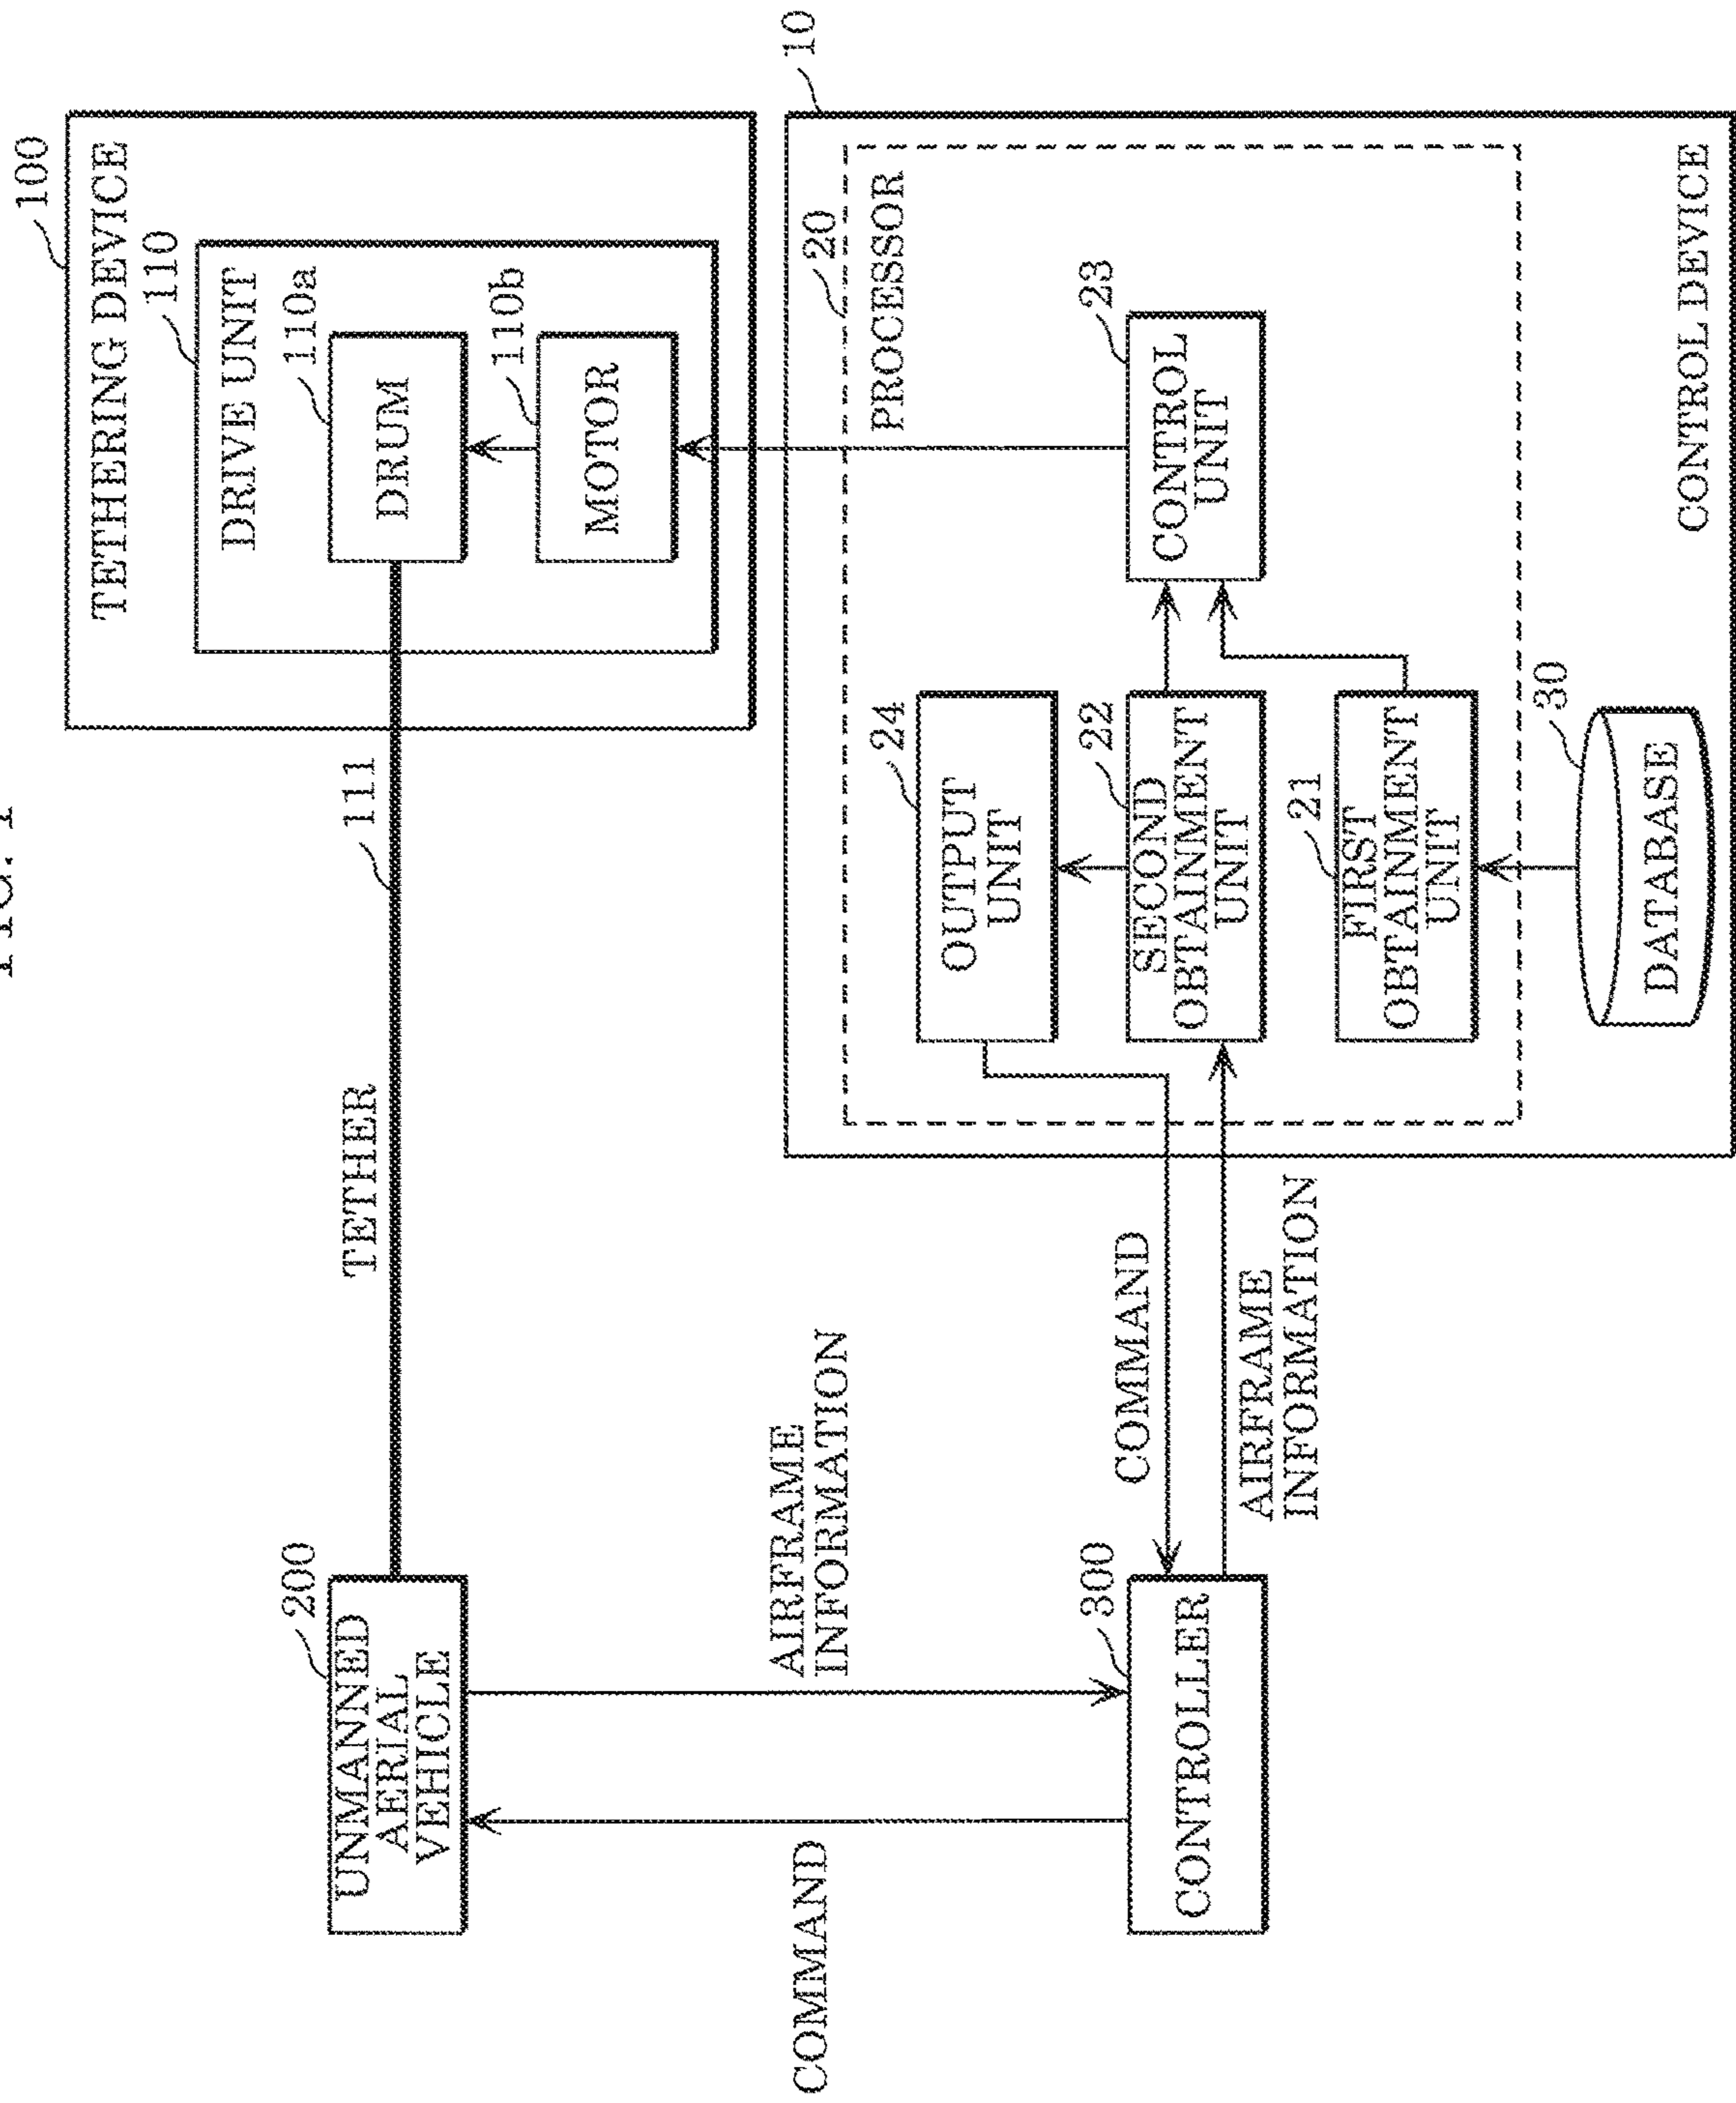 FIG. 1
100
TETHERING DEVICE
110
DRIVE UNIT
110a
DRUM
110b
MOTOR
111
TETHER
200
UNMANNED
AERIAL
VEHICLE
AIRFRAME
INFORMATION
COMMAND
300
CONTROLLER
COMMAND
AIRFRAME
INFORMATION
10
20
PROCESSOR
24
OUTPUT
UNIT
22
SECOND
OBTAINMENT
UNIT
23
CONTROL
UNIT
21
FIRST
OBTAINMENT
UNIT
30
DATABASE
CONTROL DEVICE